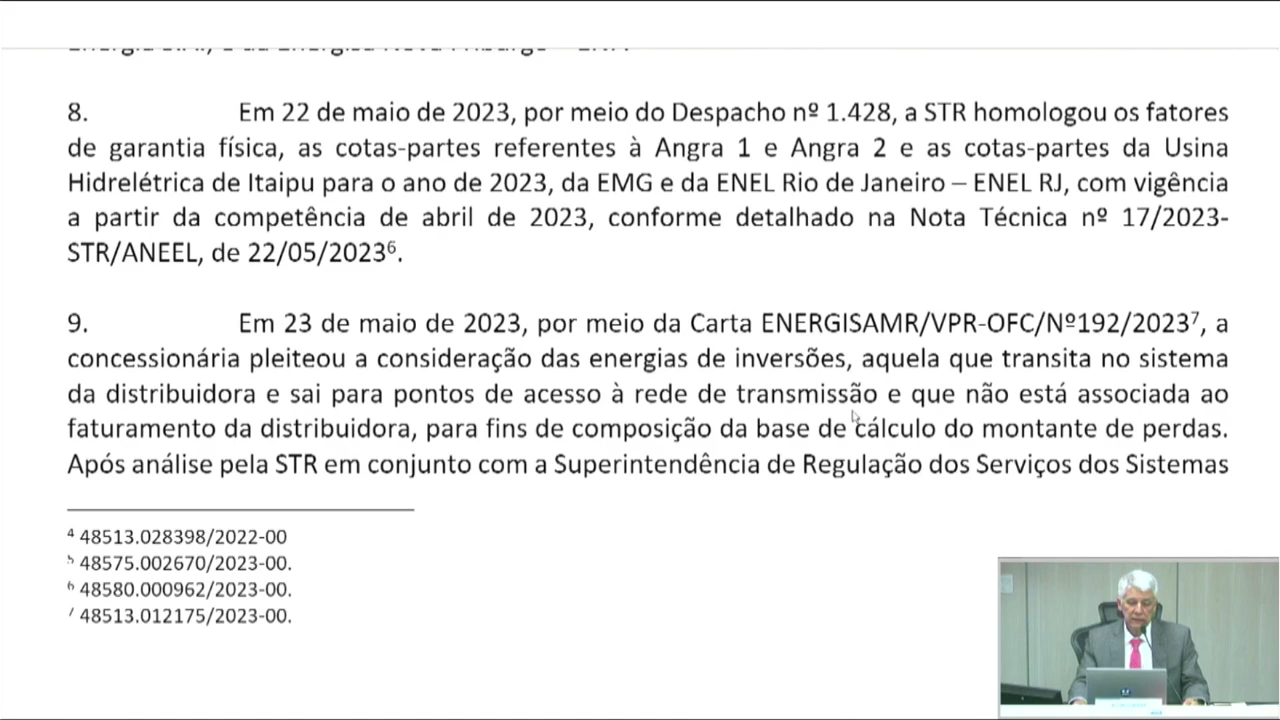 8. Em 22 de maio de 2023, por meio do Despacho nº 1.428, a STR homologou os fatores
de garantia física, as cotas-partes referentes à Angra 1 e Angra 2 e as cotas-partes da Usina
Hidrelétrica de Itaipu para o ano de 2023, da EMG e da ENEL Rio de Janeiro – ENEL RJ, com vigência
a partir da competência de abril de 2023, conforme detalhado na Nota Técnica nº 17/2023-
STR/ANEEL, de 22/05/2023⁶.
9. Em 23 de maio de 2023, por meio da Carta ENERGISAMR/VPR-OFC/Nº192/2023⁷, a
concessionária pleiteou a consideração das energias de inversões, aquela que transita no sistema
da distribuidora e sai para pontos de acesso à rede de transmissão e que não está associada ao
faturamento da distribuidora, para fins de composição da base de cálculo do montante de perdas.
Após análise pela STR em conjunto com a Superintendência de Regulação dos Serviços dos Sistemas
⁴ 48513.028398/2022-00
⁵ 48575.002670/2023-00.
⁶ 48580.000962/2023-00.
⁷ 48513.012175/2023-00.